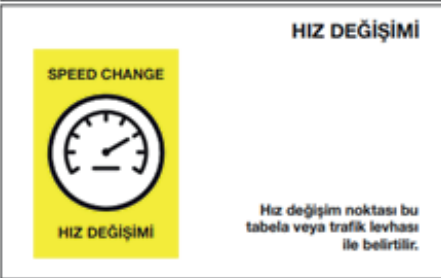 HIZ DEĞİŞİMİ
SPEED CHANGE
HIZ DEĞİŞİMİ
Hız değişim noktası bu
tabela veya trafik levhası
ile belirtilir.